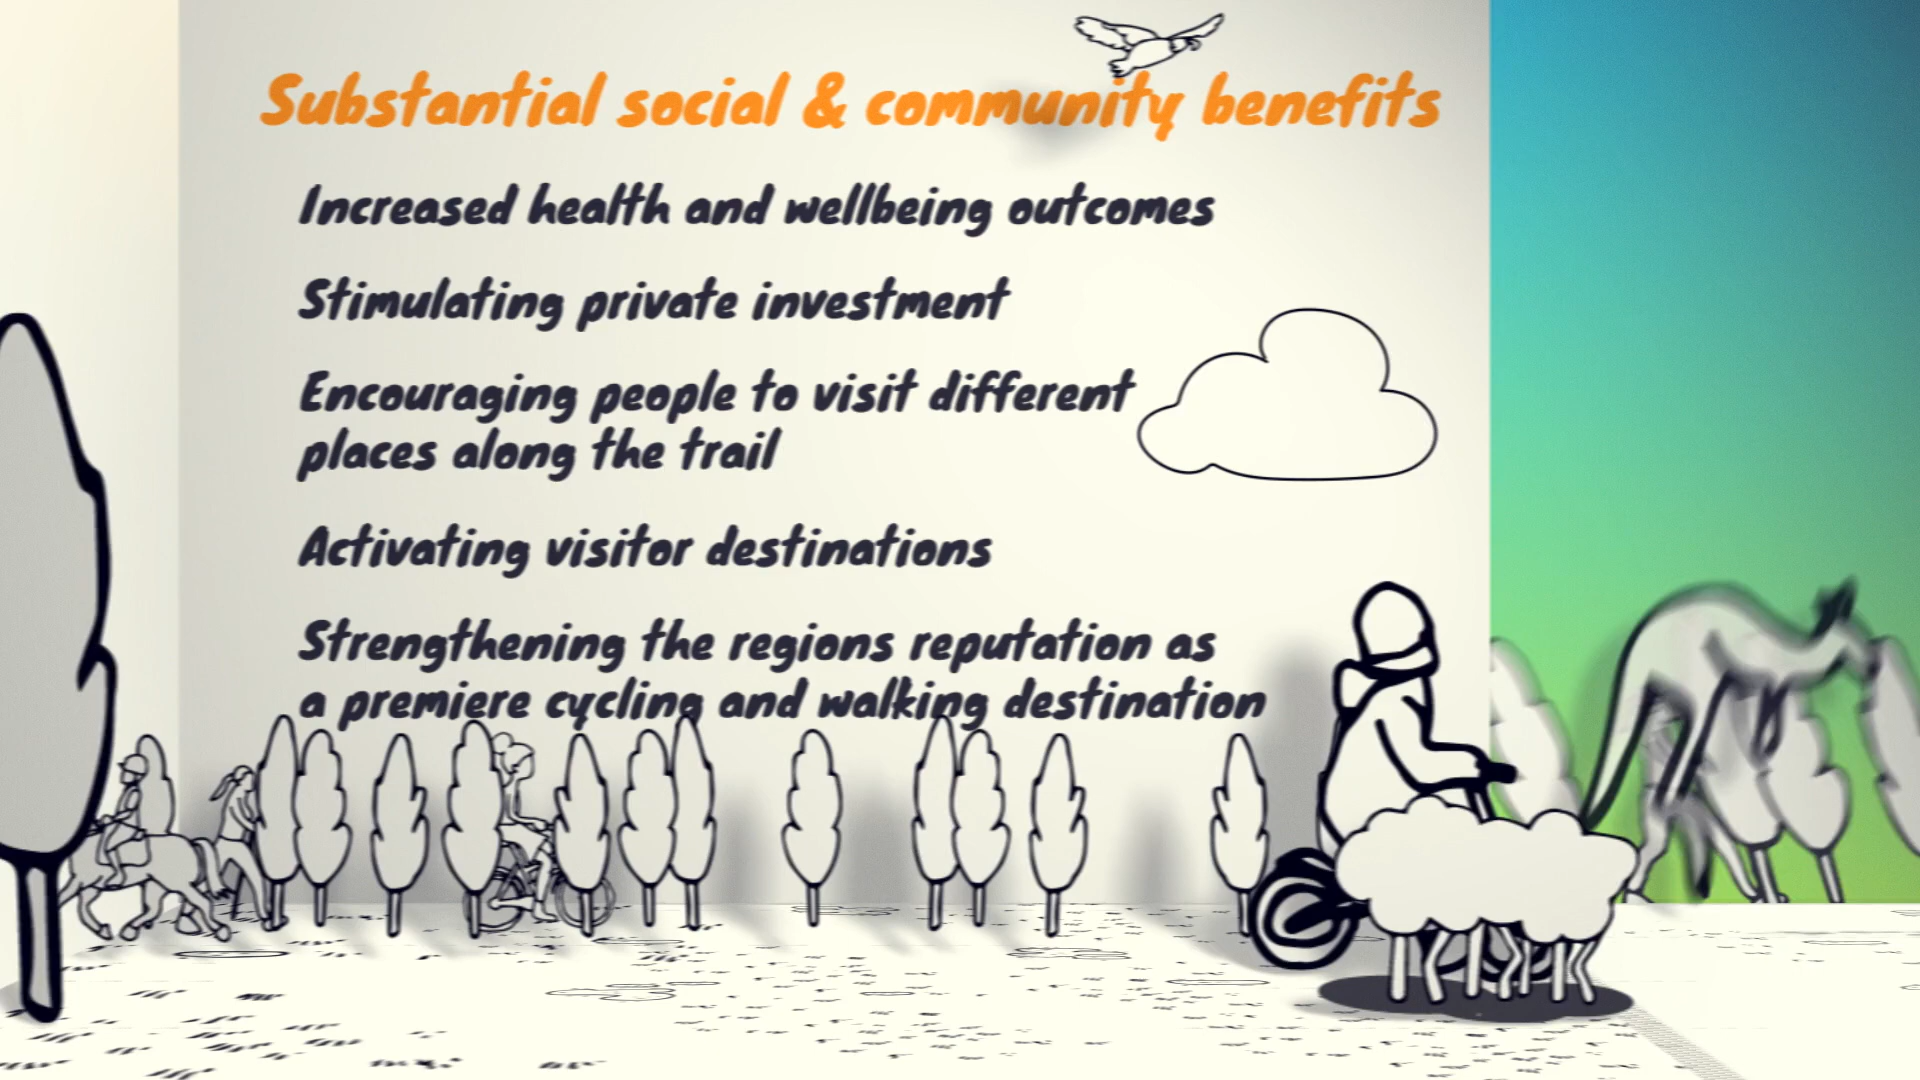 Substantial social & community benefits
Increased health and wellbeing outcomes
Stimulating private investment
Encouraging people to visit different
places along the trail
Activating visitor destinations
Strengthening the regions reputation as
a premiere cycling and walking destination